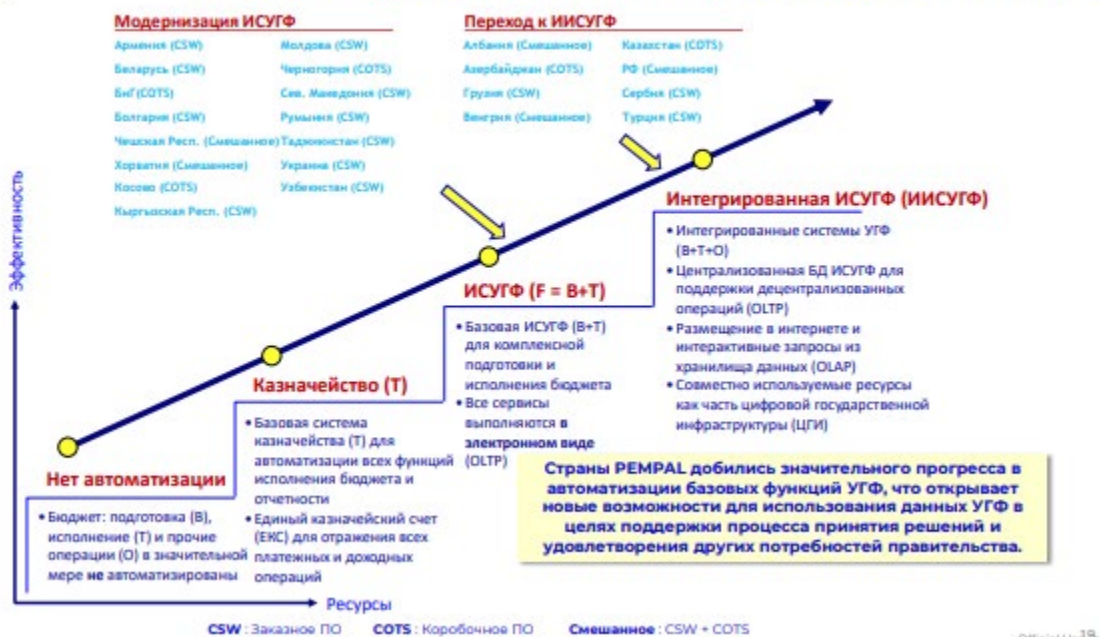 Модернизация ИСУГФ
Армения (CSW)
Беларусь (CSW)
БиГ(COTS)
Болгария (CSW)
Чешская Респ. (Смешанное)
Хорватия (Смешанное)
Косово (COTS)
Кыргызская Респ. (CSW)
Молдова (CSW)
Черногория (COTS)
Сев. Македония (CSW)
Румыния (CSW)
Таджикистан (CSW)
Украина (CSW)
Узбекистан (CSW)
Переход к ИИСУГФ
Албания (Смешанное)
Азербайджан (COTS)
Грузия (CSW)
Венгрия (Смешанное)
Казахстан (COTS)
РФ (Смешанное)
Сербия (CSW)
Турция (CSW)
Эффективность
Нет автоматизации
• Бюджет: подготовка (B),
исполнение (T) и прочие
операции (O) в значительной
мере не автоматизированы
Казначейство (T)
• Базовая система
казначейства (T) для
автоматизации всех функций
исполнения бюджета и
отчетности
• Единый казначейский счет
(ЕКС) для отражения всех
платежных и доходных
операций
ИСУГФ (F = B+T)
• Базовая ИСУГФ (B+T)
для комплексной
подготовки и
исполнения бюджета
• Все сервисы
выполняются в
электронном виде
(OLTP)
Интегрированная ИСУГФ (ИИСУГФ)
• Интегрированные системы УГФ
(B+T+O)
• Централизованная БД ИСУГФ для
поддержки децентрализованных
операций (OLTP)
• Размещение в интернете и
интерактивные запросы из
хранилища данных (OLAP)
• Совместно используемые ресурсы
как часть цифровой государственной
инфраструктуры (ЦГИ)
Страны PEMPAL добились значительного прогресса в
автоматизации базовых функций УГФ, что открывает
новые возможности для использования данных УГФ в
целях поддержки процесса принятия решений и
удовлетворения других потребностей правительства.
Ресурсы
CSW : Заказное ПО COTS : Коробочное ПО Смешанное : CSW + COTS
19